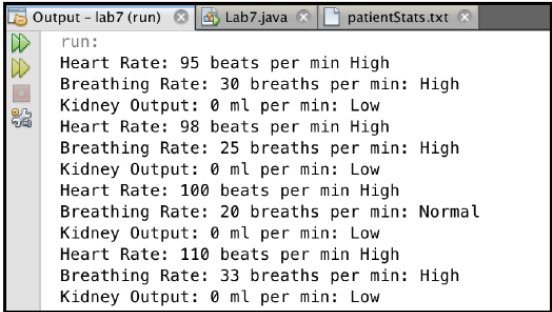 Output - lab7 (run) Lab7.java patientStats.txt
run:
Heart Rate: 95 beats per min High
Breathing Rate: 30 breaths per min: High
Kidney Output: 0 ml per min: Low
Heart Rate: 98 beats per min High
Breathing Rate: 25 breaths per min: High
Kidney Output: 0 ml per min: Low
Heart Rate: 100 beats per min High
Breathing Rate: 20 breaths per min: Normal
Kidney Output: 0 ml per min: Low
Heart Rate: 110 beats per min High
Breathing Rate: 33 breaths per min: High
Kidney Output: 0 ml per min: Low